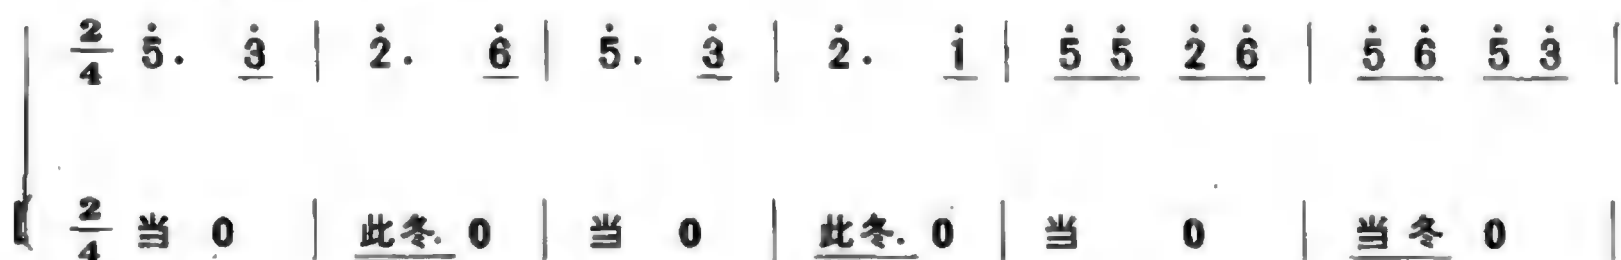 2/4 5̇. 3̇ | 2̇. 6̇ | 5̇. 3̇ | 2̇. i̇ | 5̇ 5̇ 2̇ 6̇ | 5̇ 6̇ 5̇ 3̇ |
2/4 当 0 | 此冬. 0 | 当 0 | 此冬. 0 | 当 0 | 当冬 0 |